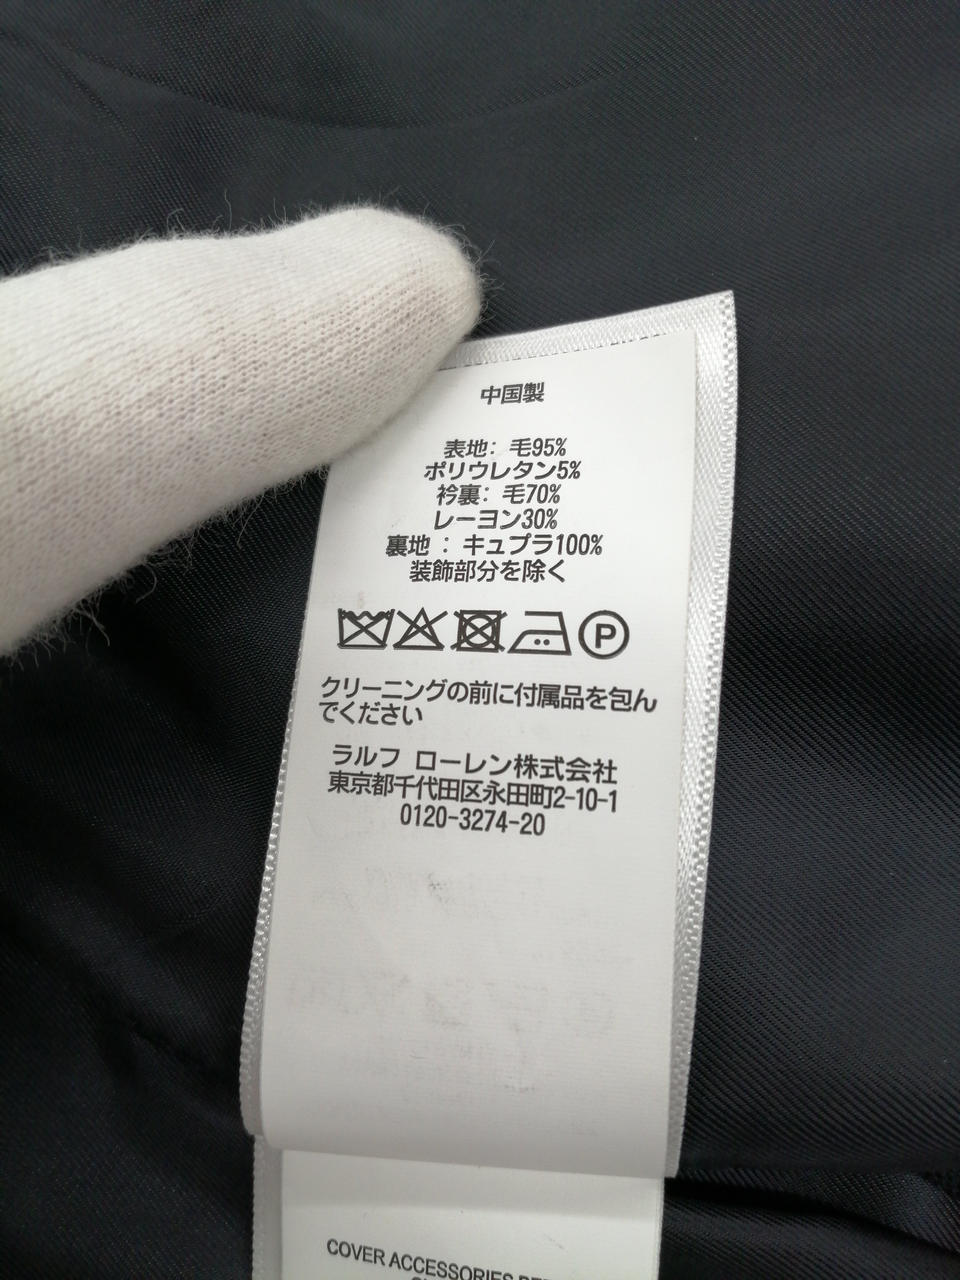 中国製
表地: 毛95%
ポリウレタン5%
衿裏: 毛70%
レーヨン30%
裏地 : キュプラ100%
装飾部分を除く
P
クリーニングの前に付属品を包ん
でください
ラルフ ローレン株式会社
東京都千代田区永田町2-10-1
0120-3274-20
COVER ACCESSORIES